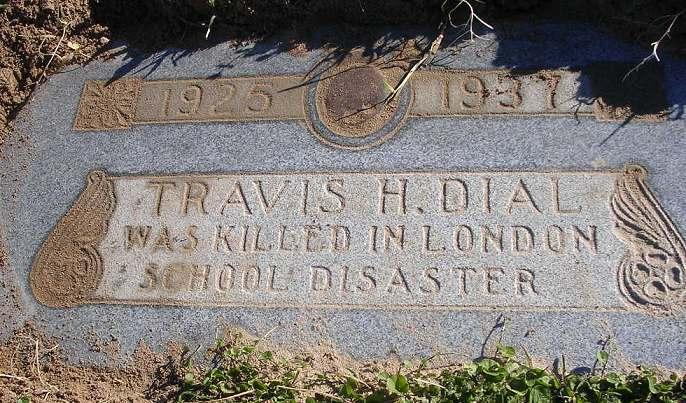 1925 1937
TRAVIS H. DIAL
WAS KILLED IN LONDON
SCHOOL DISASTER